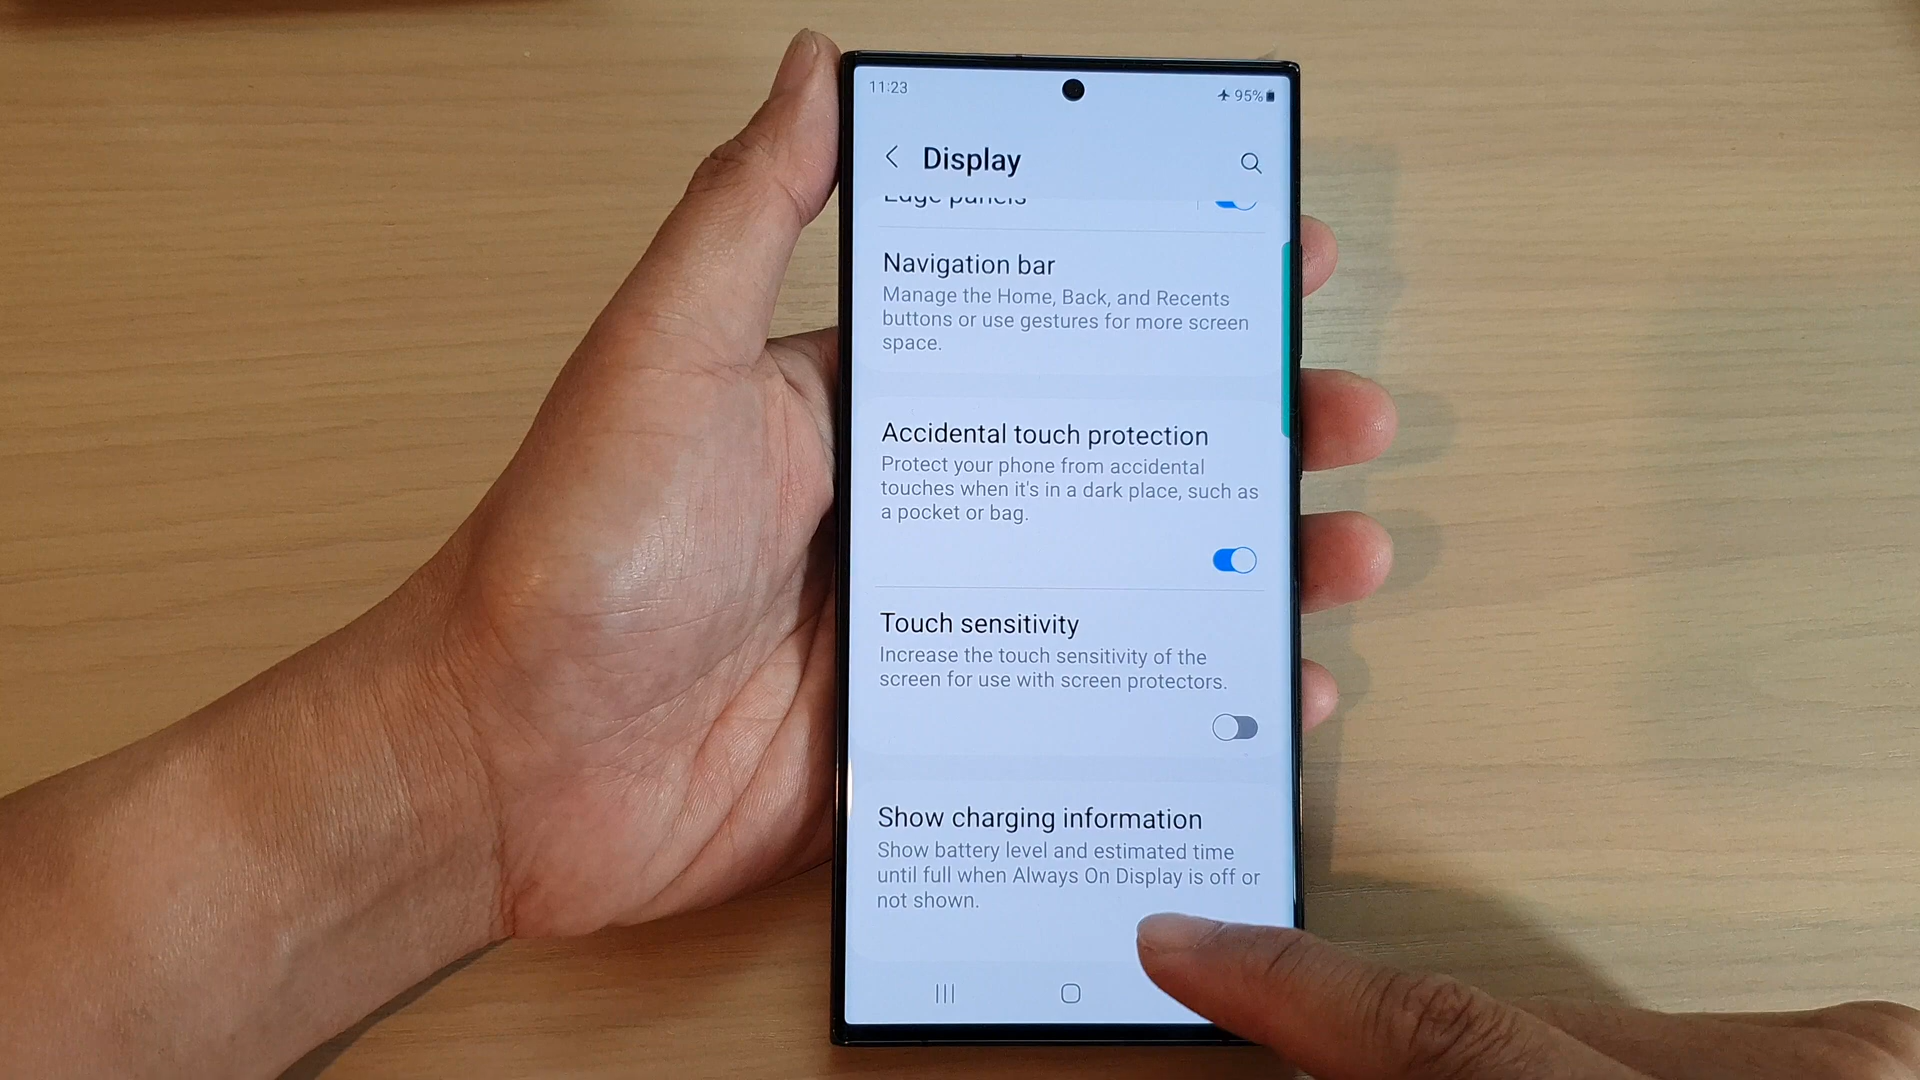 11:23
95%
Display
Edge panels
Navigation bar
Manage the Home, Back, and Recents
buttons or use gestures for more screen
space.
Accidental touch protection
Protect your phone from accidental
touches when it's in a dark place, such as
a pocket or bag.
Touch sensitivity
Increase the touch sensitivity of the
screen for use with screen protectors.
Show charging information
Show battery level and estimated time
until full when Always On Display is off or
not shown.